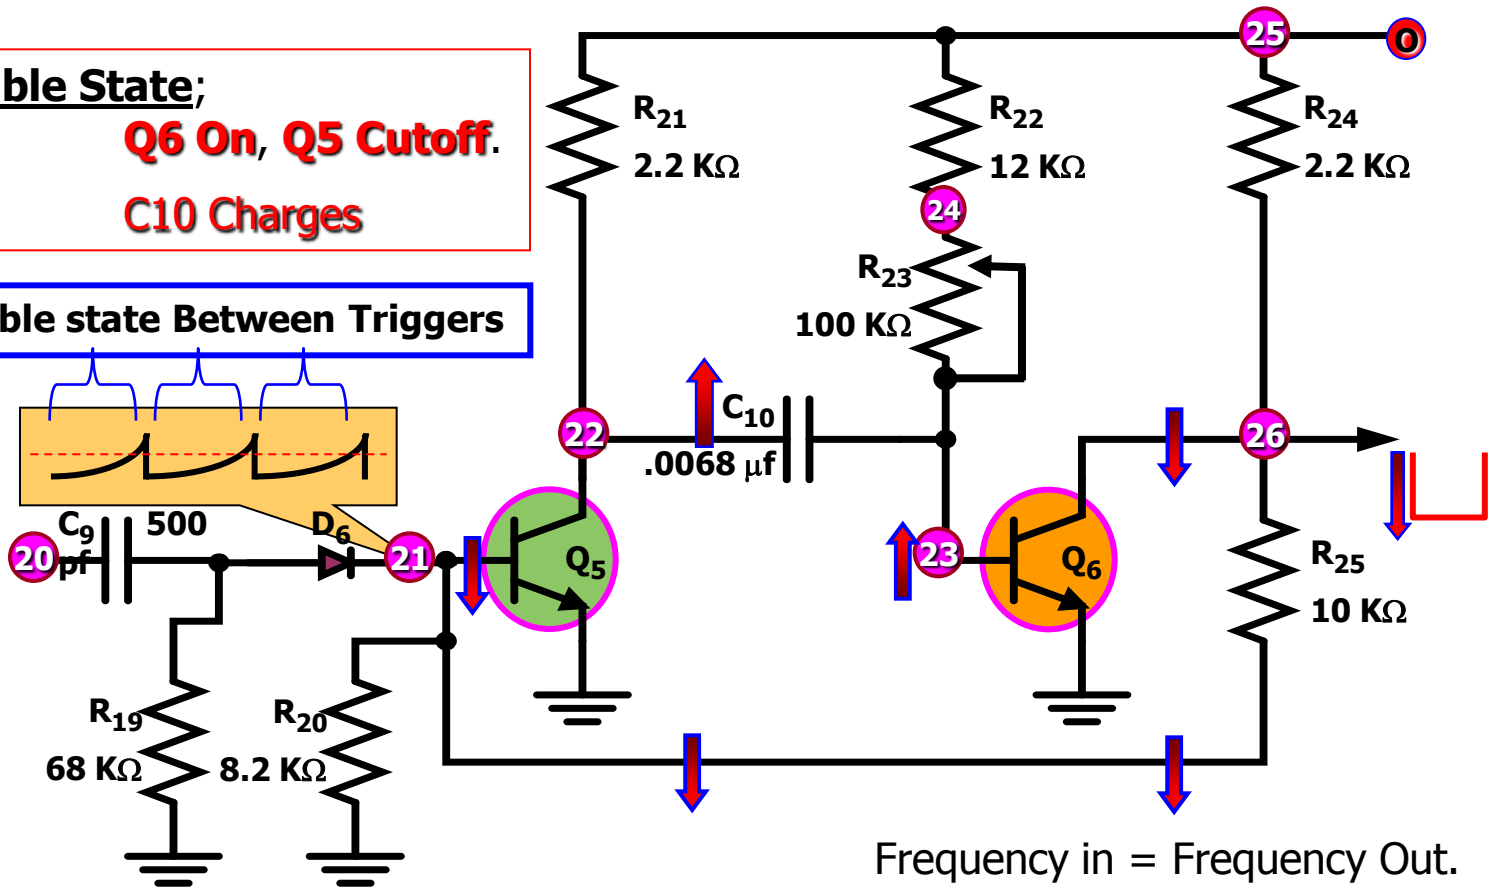 ble State;
Q6 On, Q5 Cutoff.
C10 Charges
ble state Between Triggers
25
O
R21
2.2 KΩ
R22
12 KΩ
R24
2.2 KΩ
24
R23
100 KΩ
22
C10
.0068 µf
26
20
C9
500
pf
D6
21
Q5
23
Q6
R25
10 KΩ
R19
68 KΩ
R20
8.2 KΩ
Frequency in = Frequency Out.